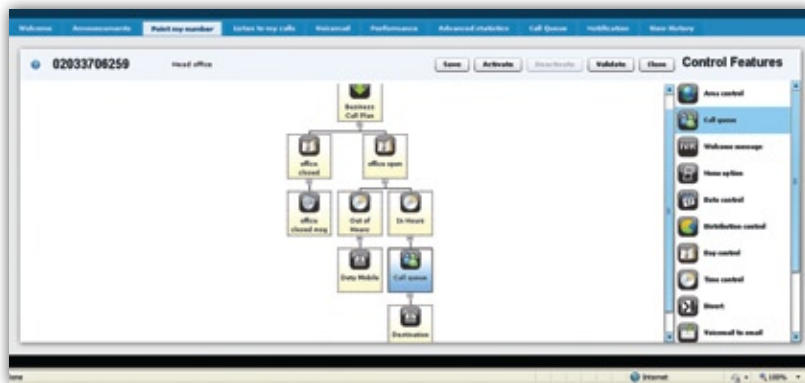 Welcome Announcements Point my number Listen to my calls Voicemail Performance Advanced statistics Call Queue Notification View History
02033706259 Head office Save Activate Deactivate Validate Close Control Features
Business
Call Plan
office
closed
office open
office
closed msg
Out of
Hours
In Hours
Duty Mobile
Call queue
Destination
Area control
Call queue
Welcome message
Menu option
Date control
Distribution control
Day control
Time control
Divert
Voicemail to email
Internet 100%